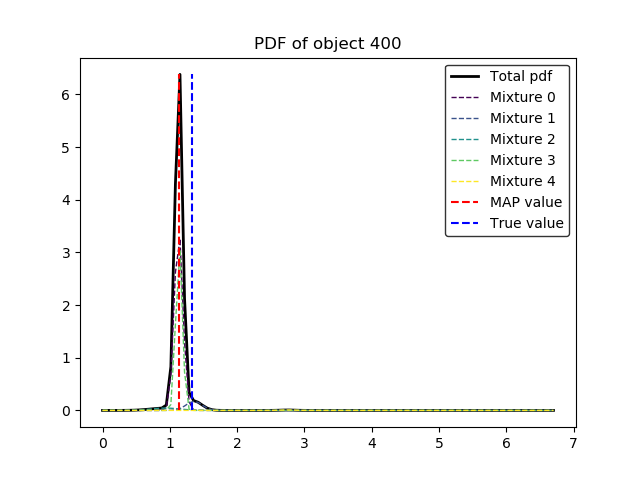 PDF of object 400
Total pdf
Mixture 0
Mixture 1
Mixture 2
Mixture 3
Mixture 4
MAP value
True value
6
5
4
3
2
1
0
0 1 2 3 4 5 6 7